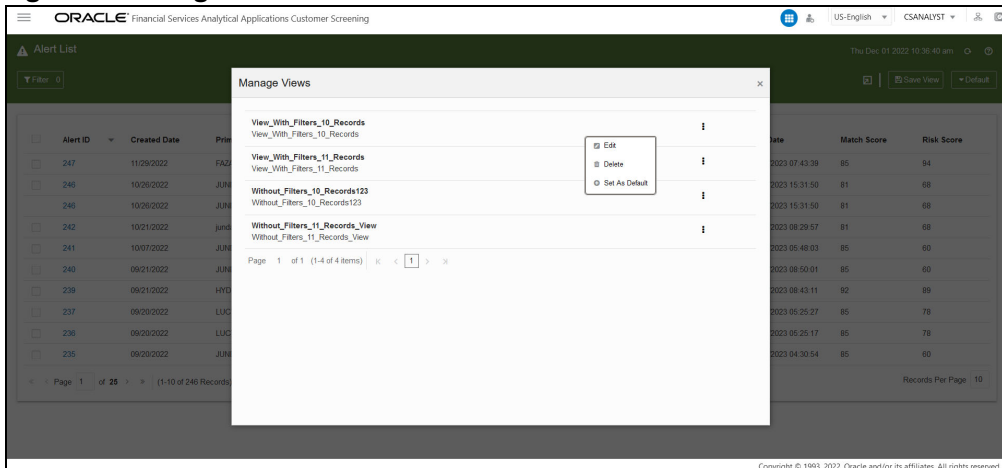 ORACLE® Financial Services Analytical Applications Customer Screening
US-English
CSANALYST
Alert List
Thu Dec 01 2022 10:38:40 am
Filter 0
Save View
Default
Manage Views
×
View_With_Filters_10_Records
View_With_Filters_10_Records
View_With_Filters_11_Records
View_With_Filters_11_Records
Without_Filters_10_Records123
Without_Filters_10_Records123
Without_Filters_11_Records_View
Without_Filters_11_Records_View
Page 1 of 1 (1-4 of 4 items) 1
Edit
Delete
Set As Default
Alert ID Created Date Match Score Risk Score
247 11/29/2022 2023 07:43:39 85 94
246 10/26/2022 2023 15:31:50 81 68
246 10/26/2022 2023 15:31:50 81 68
242 10/21/2022 2023 08:29:57 81 68
241 10/07/2022 2023 05:48:03 85 60
240 09/21/2022 2023 08:50:01 85 60
239 09/21/2022 2023 08:43:11 92 89
237 09/20/2022 2023 05:25:27 85 78
236 09/20/2022 2023 05:25:17 85 78
235 09/20/2022 2023 04:30:54 85 60
Page 1 of 25 (1-10 of 246 Records)
Records Per Page 10
Copyright © 1993, 2022, Oracle and/or its affiliates. All rights reserved.